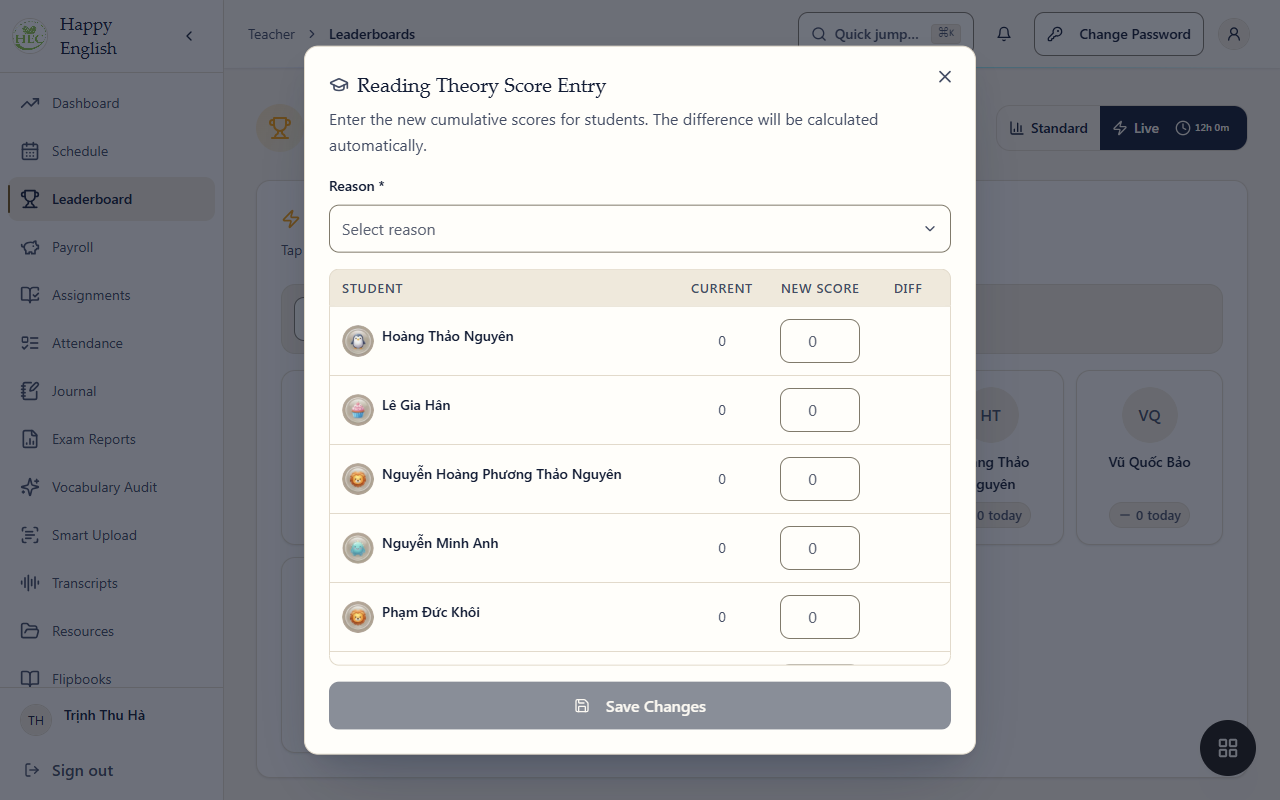 Happy
English
HEC
Teacher > Leaderboards
Quick jump... ⌘K
Change Password
Dashboard
Schedule
Leaderboard
Payroll
Assignments
Attendance
Journal
Exam Reports
Vocabulary Audit
Smart Upload
Transcripts
Resources
Flipbooks
TH Trịnh Thu Hà
Sign out
Standard
Live 12h 0m
Tap
Reading Theory Score Entry
Enter the new cumulative scores for students. The difference will be calculated
automatically.
Reason *
Select reason
STUDENT CURRENT NEW SCORE DIFF
Hoàng Thảo Nguyên 0 0
Lê Gia Hân 0 0
Nguyễn Hoàng Phương Thảo Nguyên 0 0
Nguyễn Minh Anh 0 0
Phạm Đức Khôi 0 0
Save Changes
HT
ng Thảo
guyên
0 today
VQ
Vũ Quốc Bảo
0 today